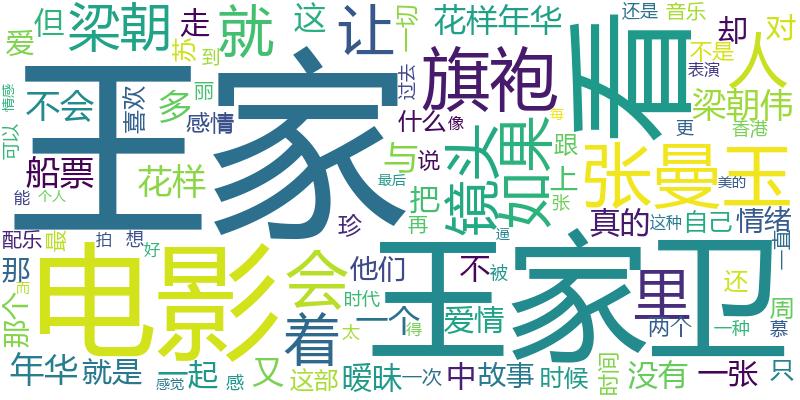 爱 但 梁朝 走 就 这 让 一切 花样年华 还是 音乐 却 对
苏 到 不是 表演 人
不会 多 丽 喜欢 感情 过去 旗袍 看 梁朝伟
情感 可以 王家 什么 像 更 香港 每
船票 花样 与 说 镜头 如果 跟 上 张曼玉 美的
能 个人 最后 把 再 张 真的 这种 自己 情绪
配乐 最 拍 想 好 珍 逼 一直
那 电影 会 他们 不 被 王家卫 里 还
那个 而 着 时代 太 一个 得 爱情 两个 一种 周 慕
年华 就是 感觉 一起 感 又 这部 暧昧 一次 中 故事 时候 时间 没有 一张 只